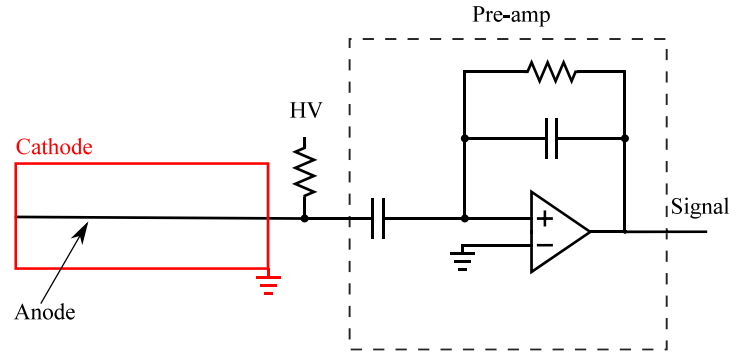 Pre-amp
HV
Cathode
+
Signal
−
Anode